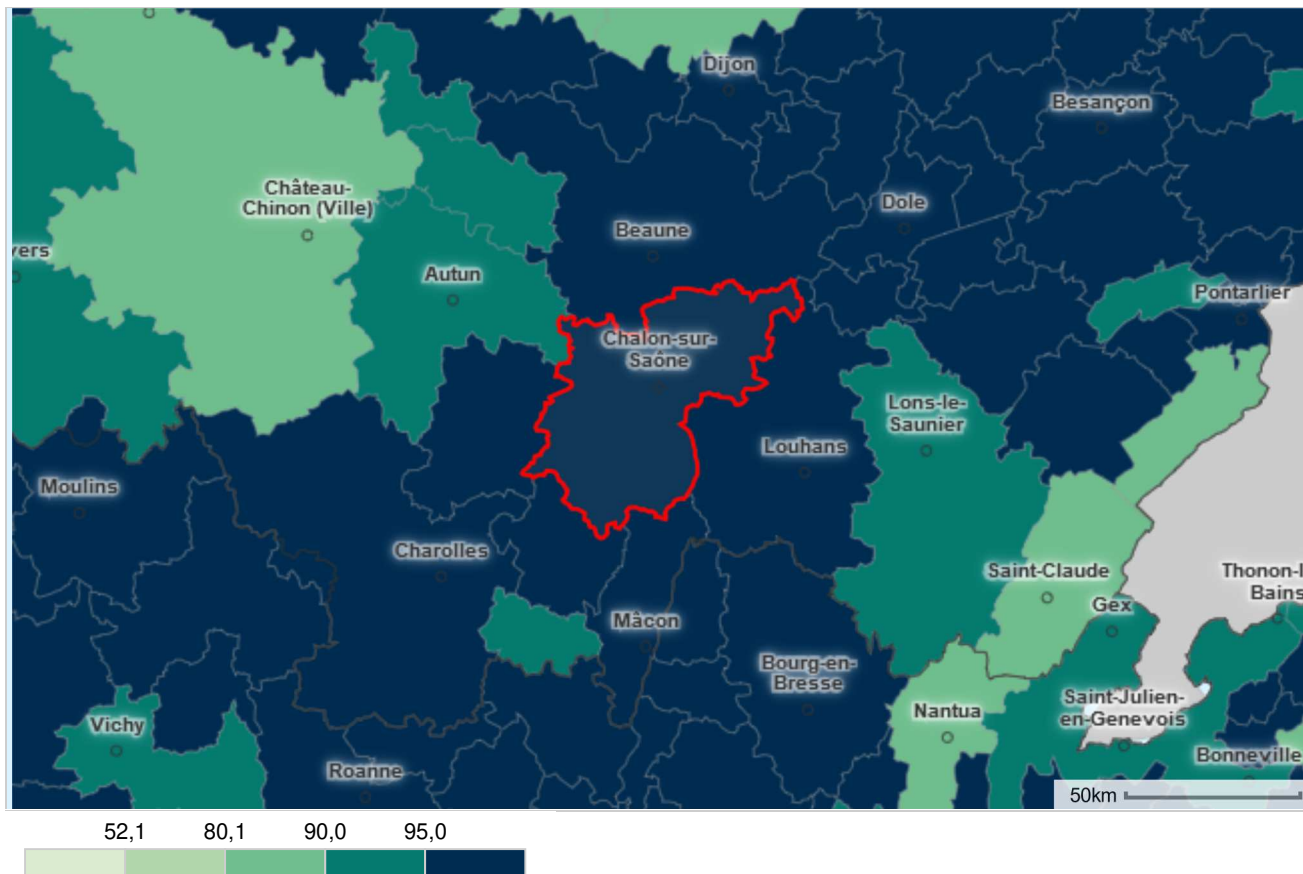 Dijon
Besançon
Château-
Chinon (Ville)
Dole
Beaune
vers
Autun
Pontarlier
Chalon-sur-
Saône
Lons-le-
Saunier
Louhans
Moulins
Charolles
Saint-Claude
Thonon-l
Bains
Gex
Mâcon
Bourg-en-
Bresse
Saint-Julien-
en-Genevois
Nantua
Vichy
Bonneville
Roanne
50km
52,1 80,1 90,0 95,0